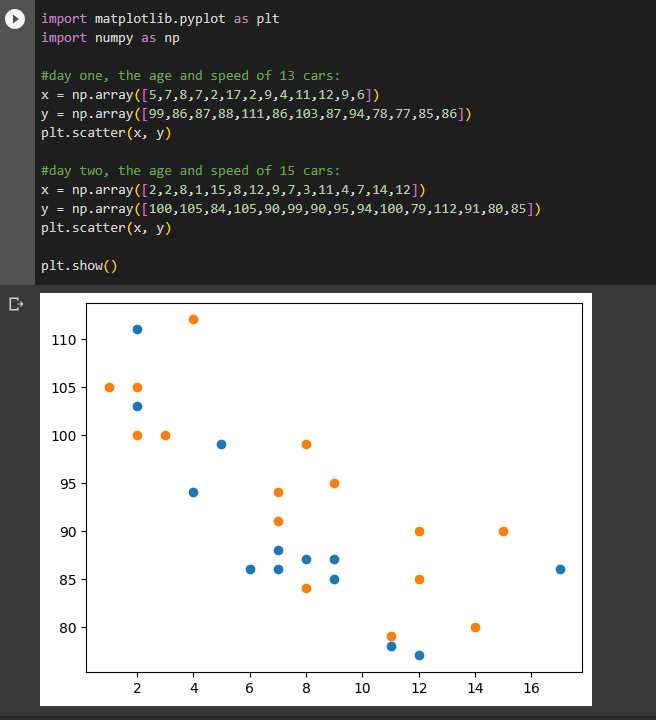 import matplotlib.pyplot as plt
import numpy as np
#day one, the age and speed of 13 cars:
x = np.array([5,7,8,7,2,17,2,9,4,11,12,9,6])
y = np.array([99,86,87,88,111,86,103,87,94,78,77,85,86])
plt.scatter(x, y)
#day two, the age and speed of 15 cars:
x = np.array([2,2,8,1,15,8,12,9,7,3,11,4,7,14,12])
y = np.array([100,105,84,105,90,99,90,95,94,100,79,112,91,80,85])
plt.scatter(x, y)
plt.show()
110
105
100
95
90
85
80
2 4 6 8 10 12 14 16